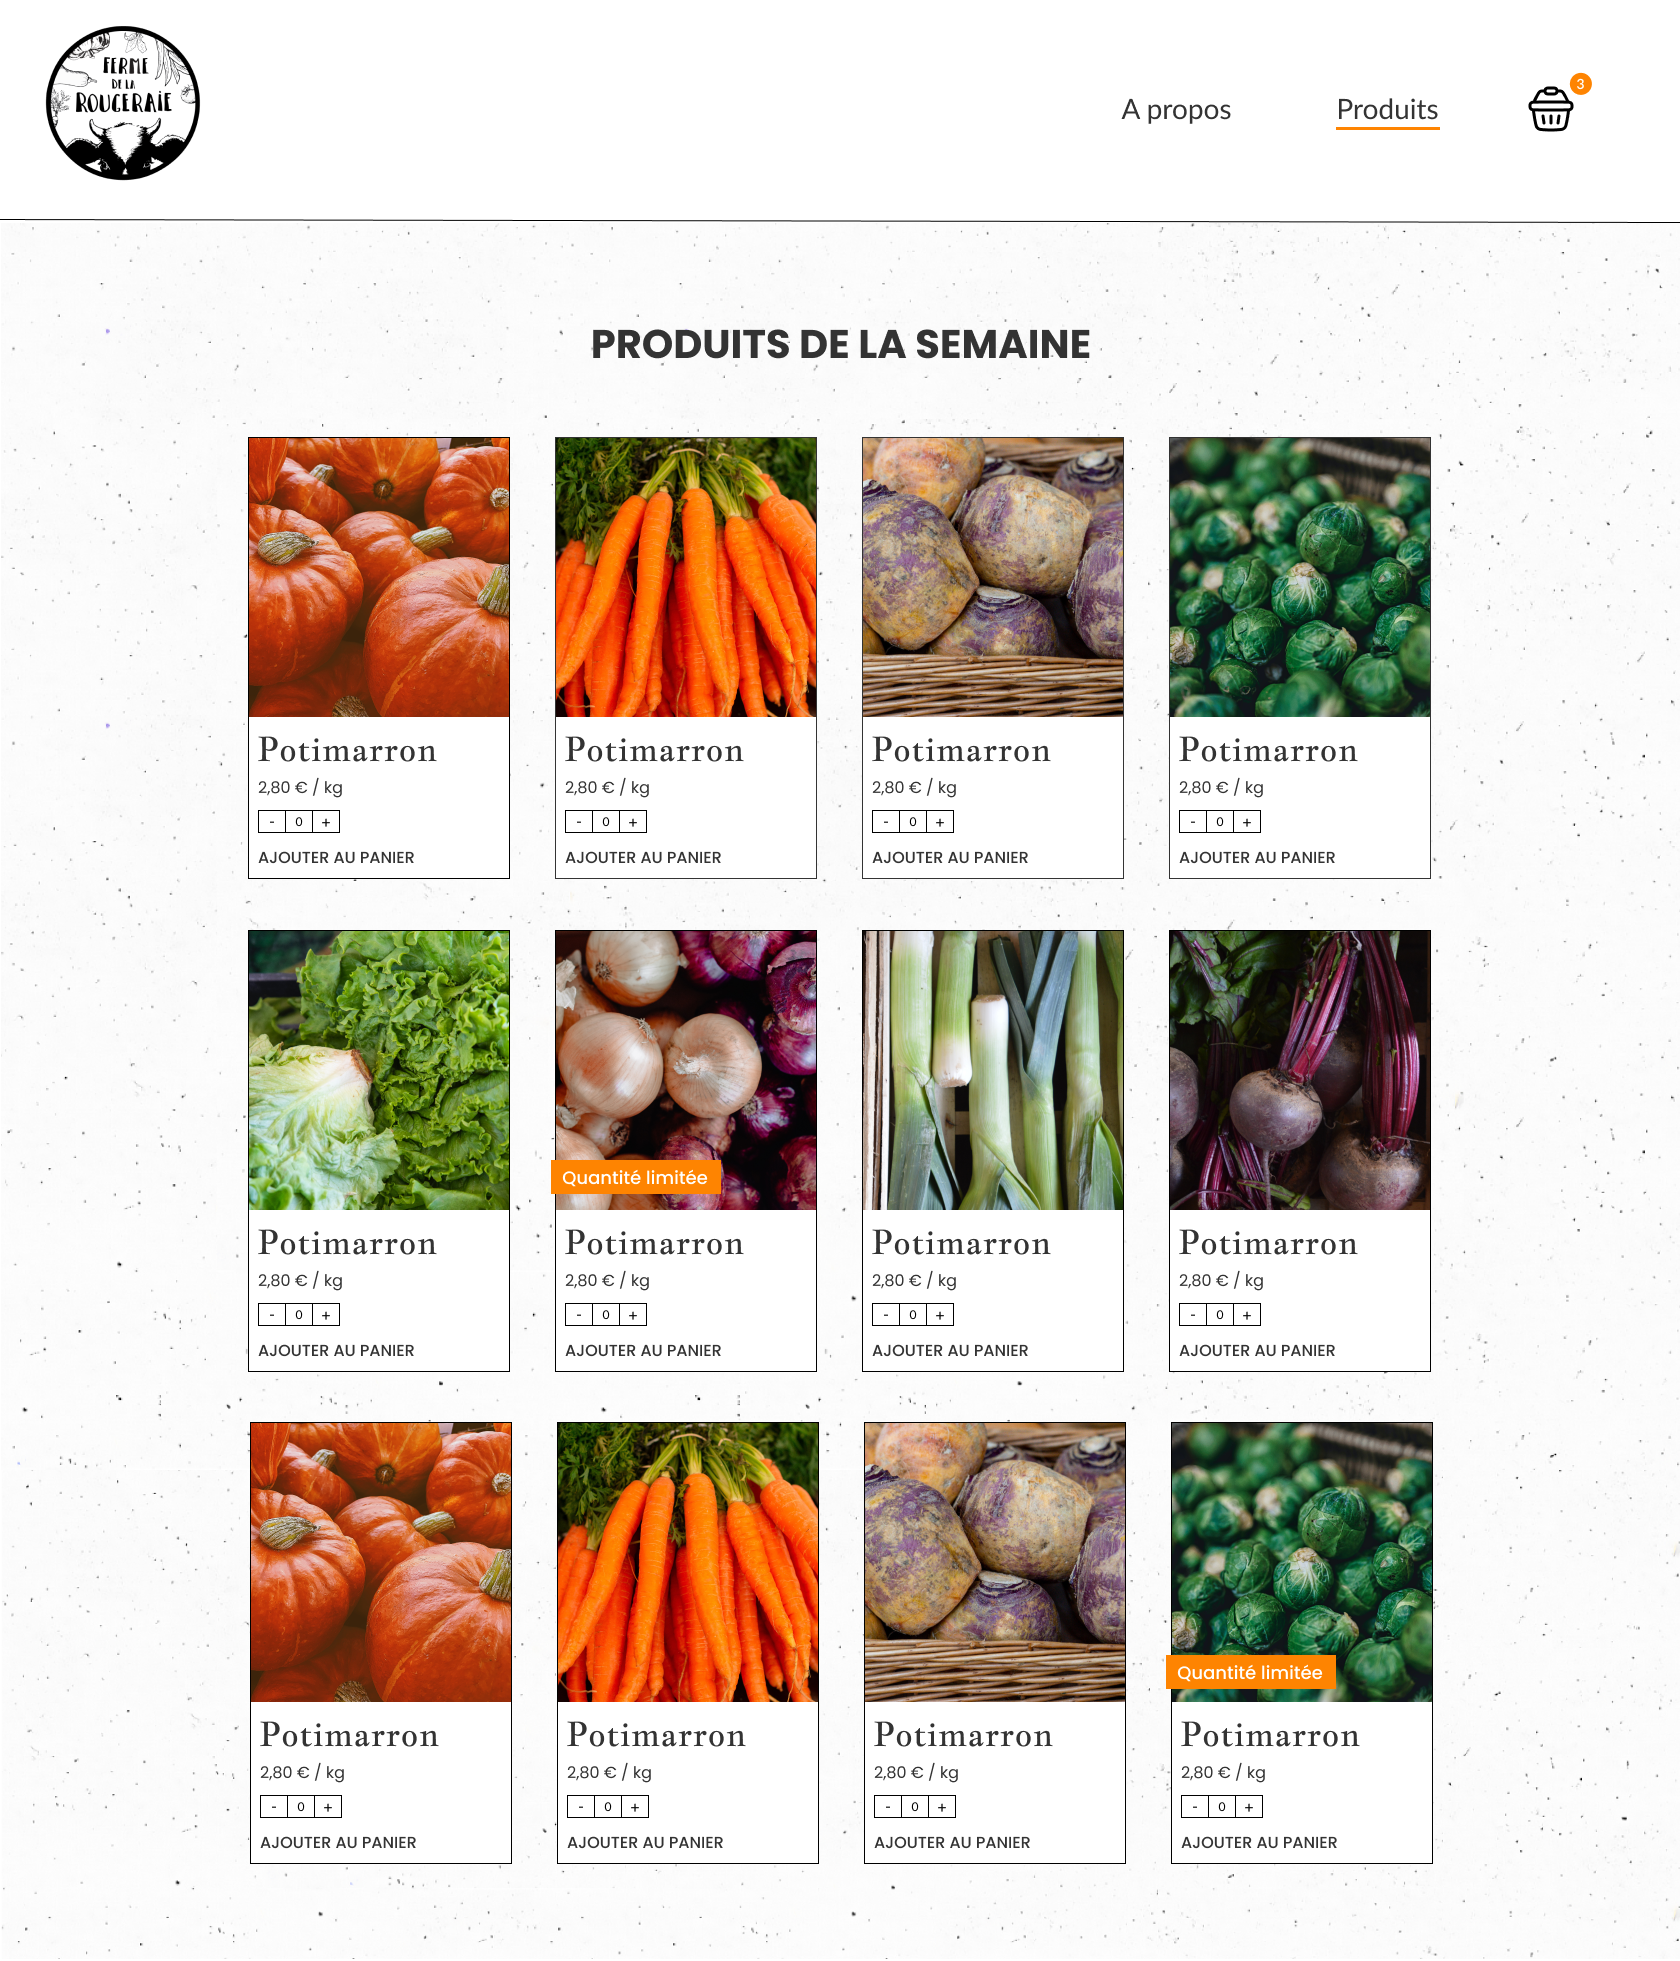 FERME
DE LA
ROUGERAIE
A propos
Produits
3
PRODUITS DE LA SEMAINE
Potimarron
2,80 € / kg
- 0 +
AJOUTER AU PANIER
Potimarron
2,80 € / kg
- 0 +
AJOUTER AU PANIER
Potimarron
2,80 € / kg
- 0 +
AJOUTER AU PANIER
Potimarron
2,80 € / kg
- 0 +
AJOUTER AU PANIER
Potimarron
2,80 € / kg
- 0 +
AJOUTER AU PANIER
Quantité limitée
Potimarron
2,80 € / kg
- 0 +
AJOUTER AU PANIER
Potimarron
2,80 € / kg
- 0 +
AJOUTER AU PANIER
Potimarron
2,80 € / kg
- 0 +
AJOUTER AU PANIER
Potimarron
2,80 € / kg
- 0 +
AJOUTER AU PANIER
Potimarron
2,80 € / kg
- 0 +
AJOUTER AU PANIER
Potimarron
2,80 € / kg
- 0 +
AJOUTER AU PANIER
Quantité limitée
Potimarron
2,80 € / kg
- 0 +
AJOUTER AU PANIER